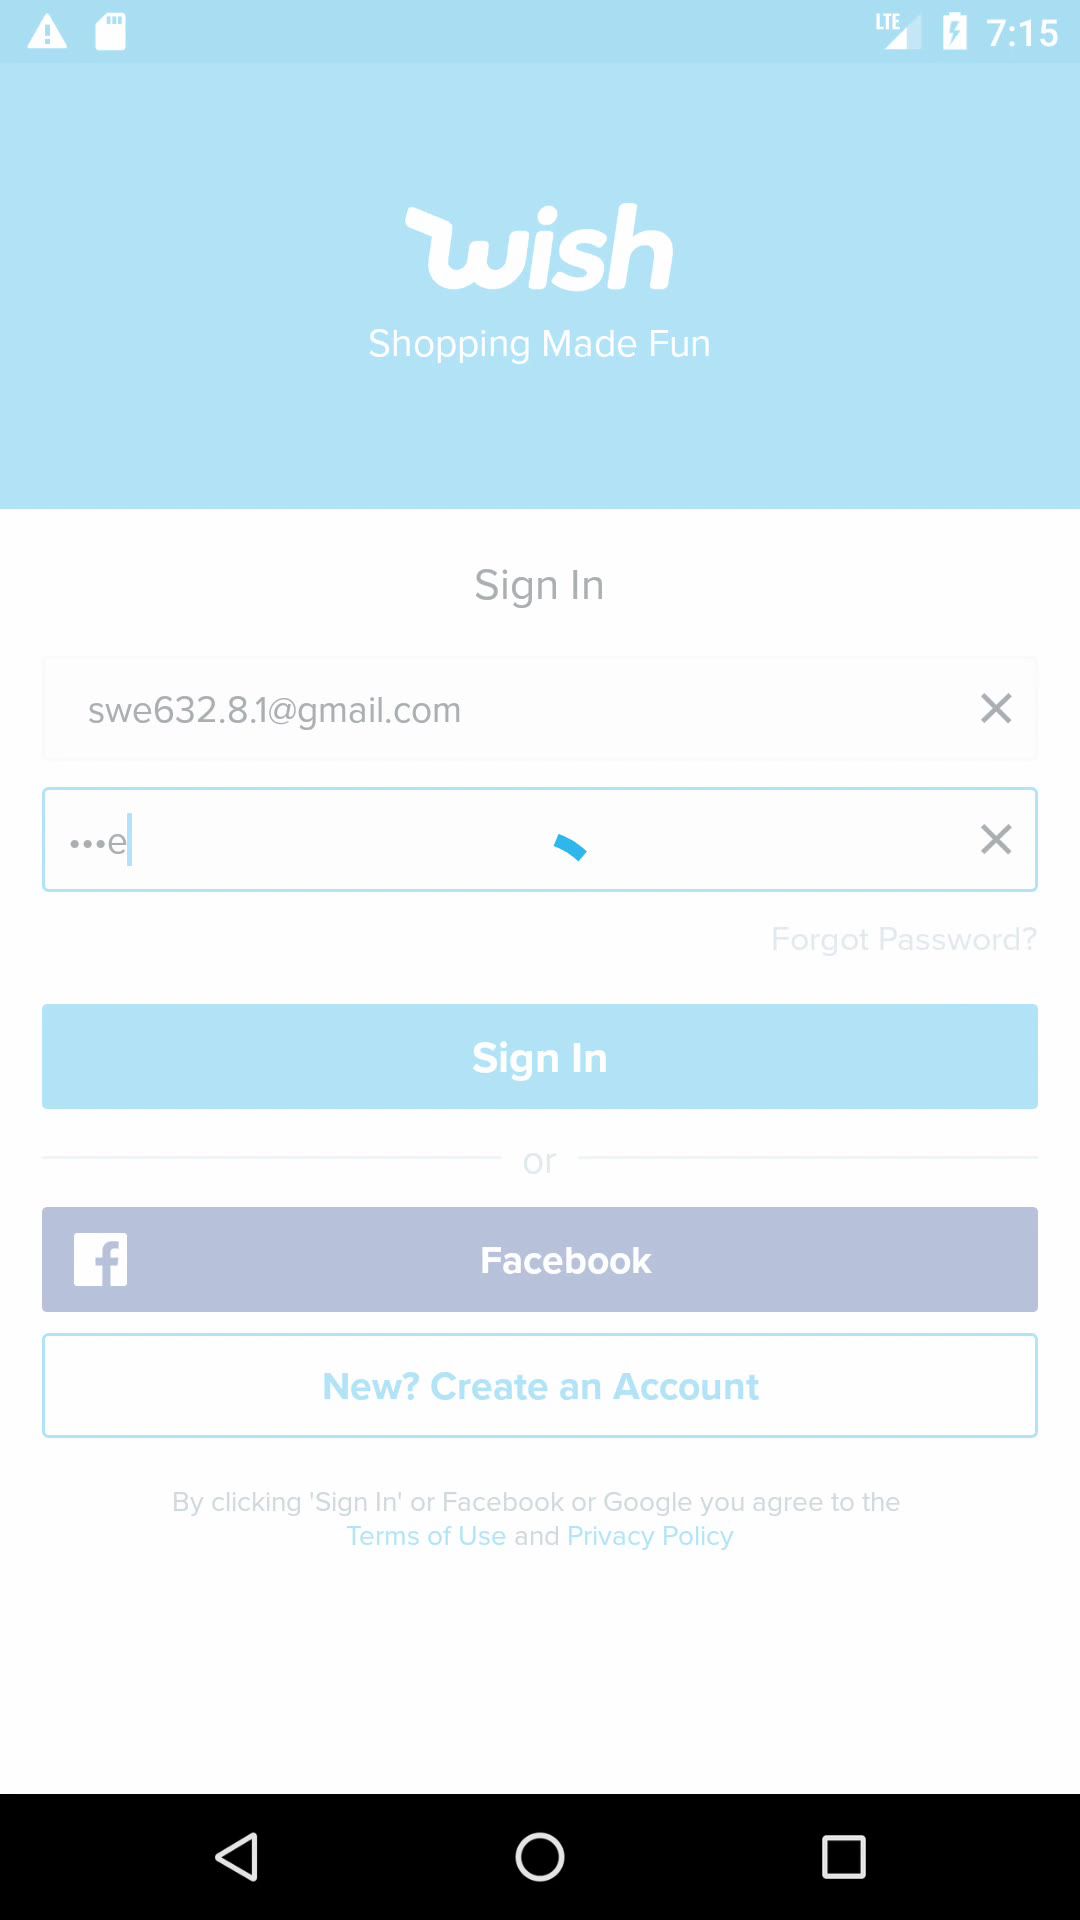 LTE 7:15
wish
Shopping Made Fun
Sign In
swe632.8.1@gmail.com
•••e
Forgot Password?
Sign In
or
Facebook
New? Create an Account
By clicking 'Sign In' or Facebook or Google you agree to the
Terms of Use and Privacy Policy